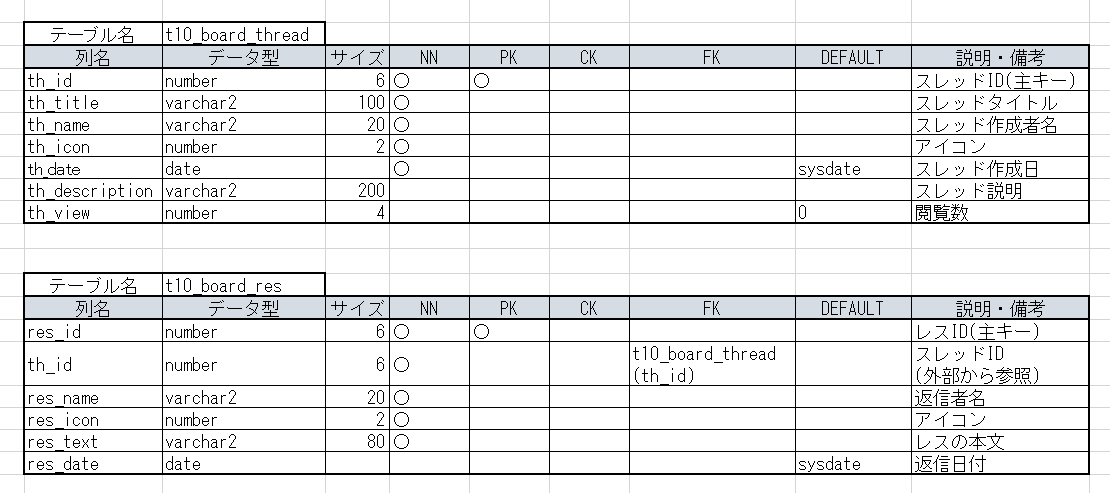 テーブル名 t10_board_thread
列名 データ型 サイズ NN PK CK FK DEFAULT 説明・備考
th_id number 6 ○ ○ スレッドID(主キー)
th_title varchar2 100 ○ スレッドタイトル
th_name varchar2 20 ○ スレッド作成者名
th_icon number 2 ○ アイコン
th_date date ○ sysdate スレッド作成日
th_description varchar2 200 スレッド説明
th_view number 4 0 閲覧数
テーブル名 t10_board_res
列名 データ型 サイズ NN PK CK FK DEFAULT 説明・備考
res_id number 6 ○ ○ レスID(主キー)
th_id number 6 ○ t10_board_thread スレッドID
(th_id) (外部から参照)
res_name varchar2 20 ○ 返信者名
res_icon number 2 ○ アイコン
res_text varchar2 80 ○ レスの本文
res_date date sysdate 返信日付